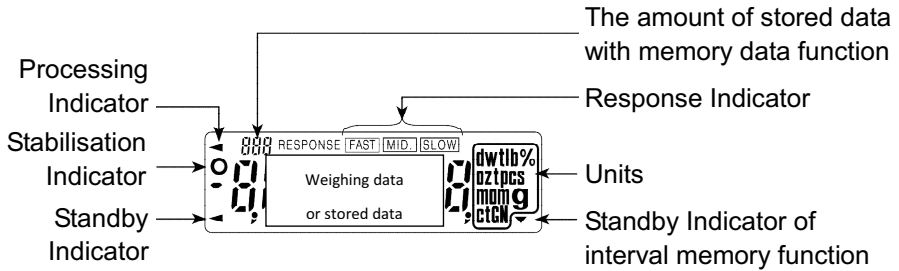 The amount of stored data
with memory data function
Processing
Indicator
Response Indicator
Stabilisation
Indicator
888 RESPONSE FAST MID. SLOW
Weighing data
or stored data
dwtlb%
oztpcs
mom g
ctGN
Units
Standby
Indicator
Standby Indicator of
interval memory function